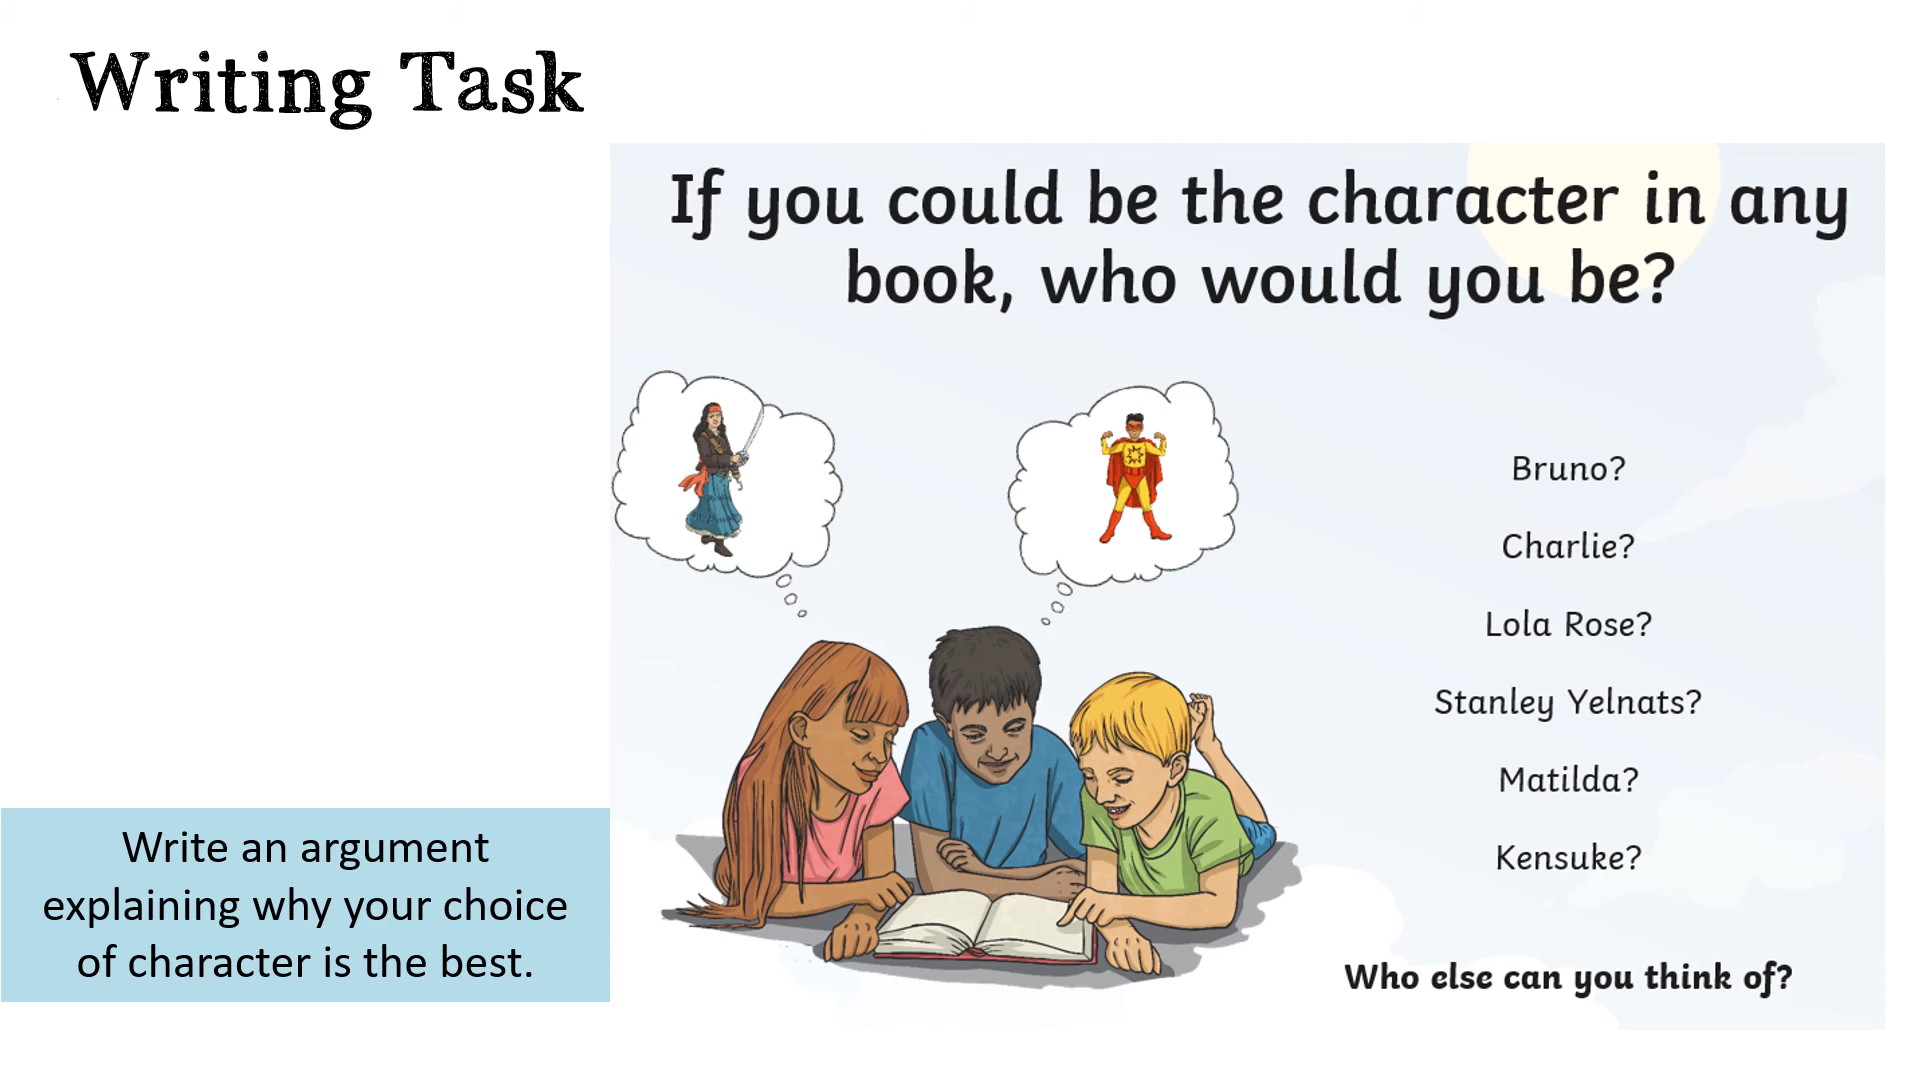 Writing Task
If you could be the character in any
book, who would you be?
Bruno?
Charlie?
Lola Rose?
Stanley Yelnats?
Matilda?
Kensuke?
Who else can you think of?
Write an argument
explaining why your choice
of character is the best.